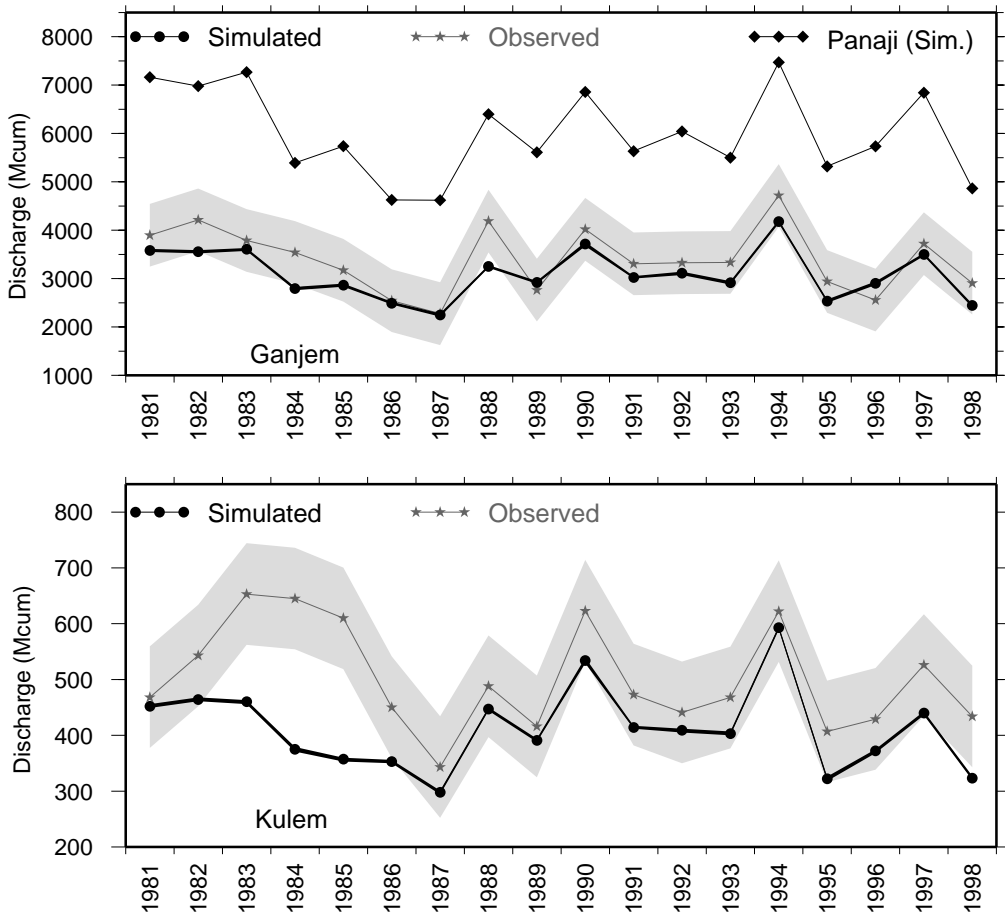 Simulated Observed Panaji (Sim.)
8000
7000
6000
5000
4000
3000
2000
1000
Discharge (Mcum)
Ganjem
1981 1982 1983 1984 1985 1986 1987 1988 1989 1990 1991 1992 1993 1994 1995 1996 1997 1998
Simulated Observed
800
700
600
500
400
300
200
Discharge (Mcum)
Kulem
1981 1982 1983 1984 1985 1986 1987 1988 1989 1990 1991 1992 1993 1994 1995 1996 1997 1998